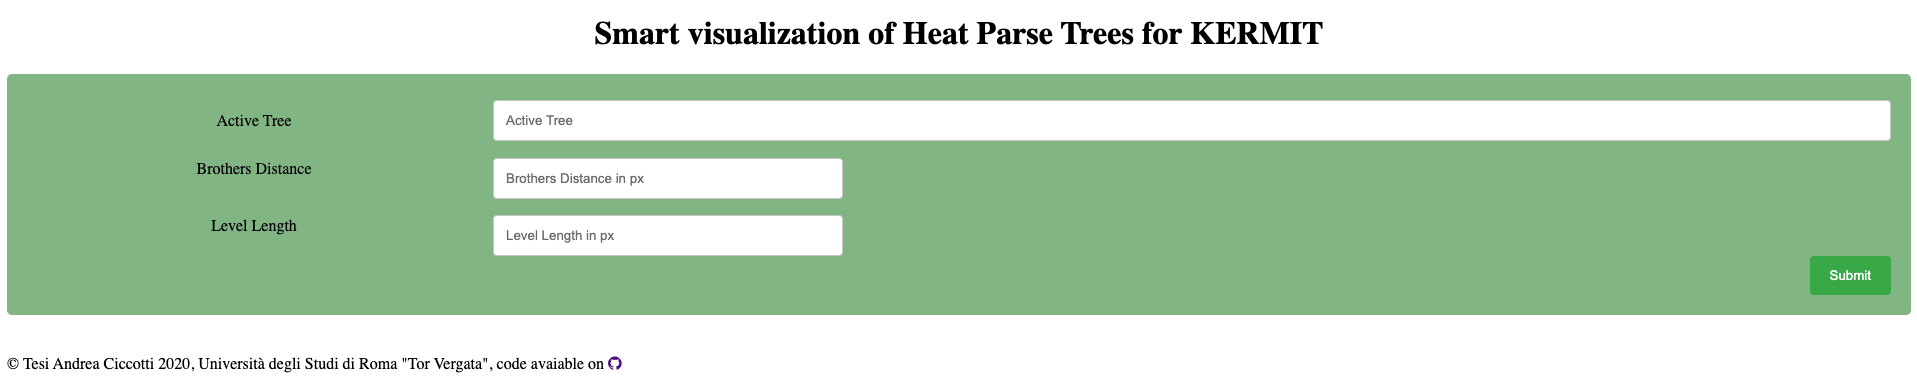 Smart visualization of Heat Parse Trees for KERMIT
Active Tree
Active Tree
Brothers Distance
Brothers Distance in px
Level Length
Level Length in px
Submit
© Tesi Andrea Ciccotti 2020, Università degli Studi di Roma "Tor Vergata", code avaiable on